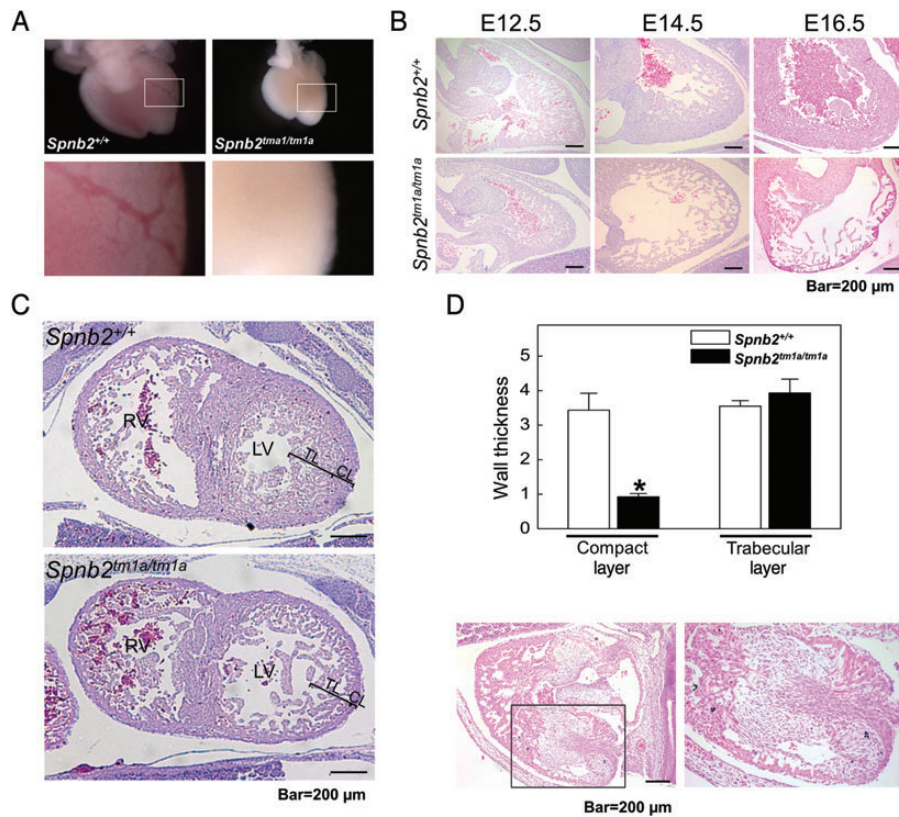 A
Spnb2+/+
Spnb2tma1/tm1a
B
E12.5 E14.5 E16.5
Spnb2+/+
Spnb2tm1a/tm1a
Bar=200 µm
C
Spnb2+/+
RV
LV
TL
CL
Spnb2tm1a/tm1a
RV
LV
TL
CL
Bar=200 µm
D
Spnb2+/+
Spnb2tm1a/tm1a
Wall thickness
5
4
3
2
1
0
*
Compact
layer
Trabecular
layer
Bar=200 µm